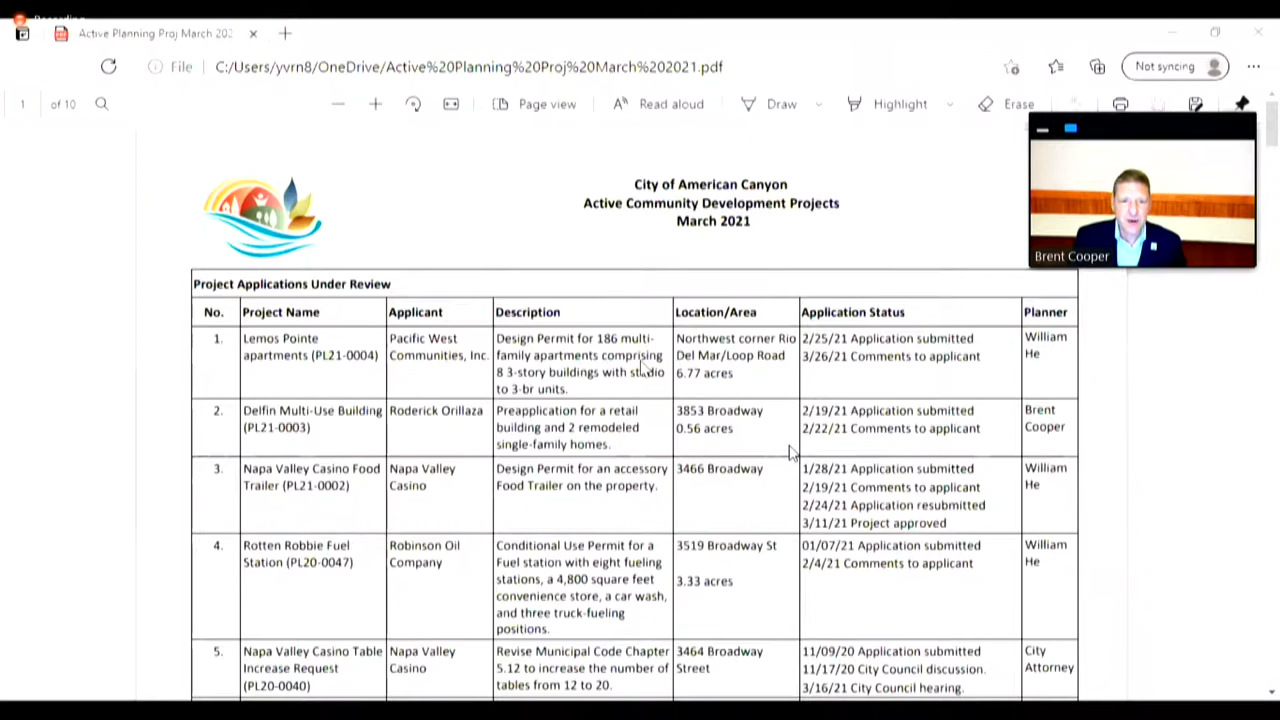 Recording
Active Planning Proj March 202
File C:/Users/yvrn8/OneDrive/Active%20Planning%20Proj%20March%202021.pdf Not syncing
1 of 10 Page view Read aloud Draw Highlight Erase
City of American Canyon
Active Community Development Projects
March 2021
Brent Cooper
Project Applications Under Review
No. Project Name Applicant Description Location/Area Application Status Planner
1. Lemos Pointe Pacific West Design Permit for 186 multi- Northwest corner Rio 2/25/21 Application submitted William
apartments (PL21-0004) Communities, Inc. family apartments comprising Del Mar/Loop Road 3/26/21 Comments to applicant He
8 3-story buildings with studio 6.77 acres
to 3-br units.
2. Delfin Multi-Use Building Roderick Orillaza Preapplication for a retail 3853 Broadway 2/19/21 Application submitted Brent
(PL21-0003) building and 2 remodeled 0.56 acres 2/22/21 Comments to applicant Cooper
single-family homes.
3. Napa Valley Casino Food Napa Valley Design Permit for an accessory 3466 Broadway 1/28/21 Application submitted William
Trailer (PL21-0002) Casino Food Trailer on the property. 2/19/21 Comments to applicant He
2/24/21 Application resubmitted
3/11/21 Project approved
4. Rotten Robbie Fuel Robinson Oil Conditional Use Permit for a 3519 Broadway St 01/07/21 Application submitted William
Station (PL20-0047) Company Fuel station with eight fueling 2/4/21 Comments to applicant He
stations, a 4,800 square feet 3.33 acres
convenience store, a car wash,
and three truck-fueling
positions.
5. Napa Valley Casino Table Napa Valley Revise Municipal Code Chapter 3464 Broadway 11/09/20 Application submitted City
Increase Request Casino 5.12 to increase the number of Street 11/17/20 City Council discussion. Attorney
(PL20-0040) tables from 12 to 20. 3/16/21 City Council hearing.